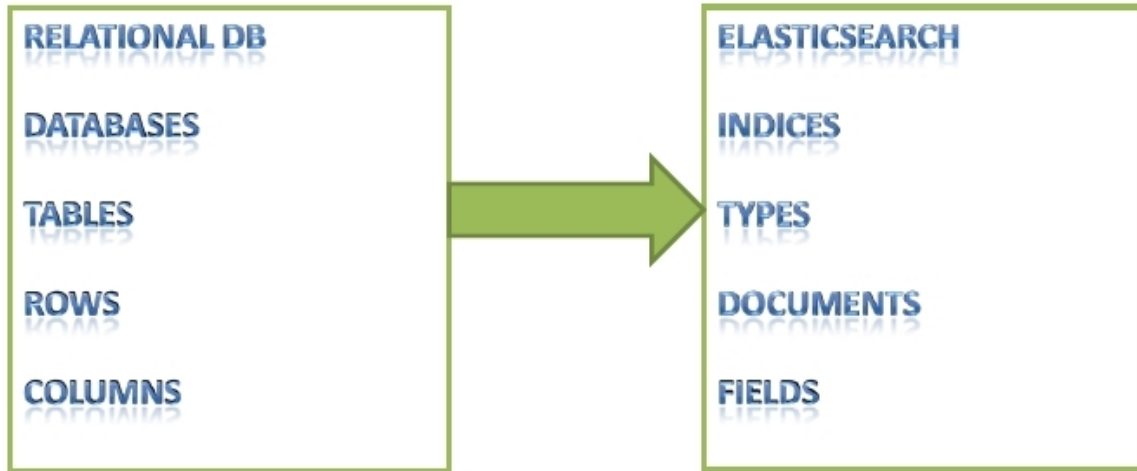 RELATIONAL DB
DATABASES
TABLES
ROWS
COLUMNS
ELASTICSEARCH
INDICES
TYPES
DOCUMENTS
FIELDS